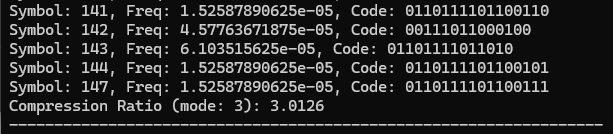 Symbol: 141, Freq: 1.52587890625e-05, Code: 0110111101100110
Symbol: 142, Freq: 4.57763671875e-05, Code: 00111011000100
Symbol: 143, Freq: 6.103515625e-05, Code: 01101111011010
Symbol: 144, Freq: 1.52587890625e-05, Code: 0110111101100101
Symbol: 147, Freq: 1.52587890625e-05, Code: 0110111101100111
Compression Ratio (mode: 3): 3.0126
----------------------------------------------------------------------